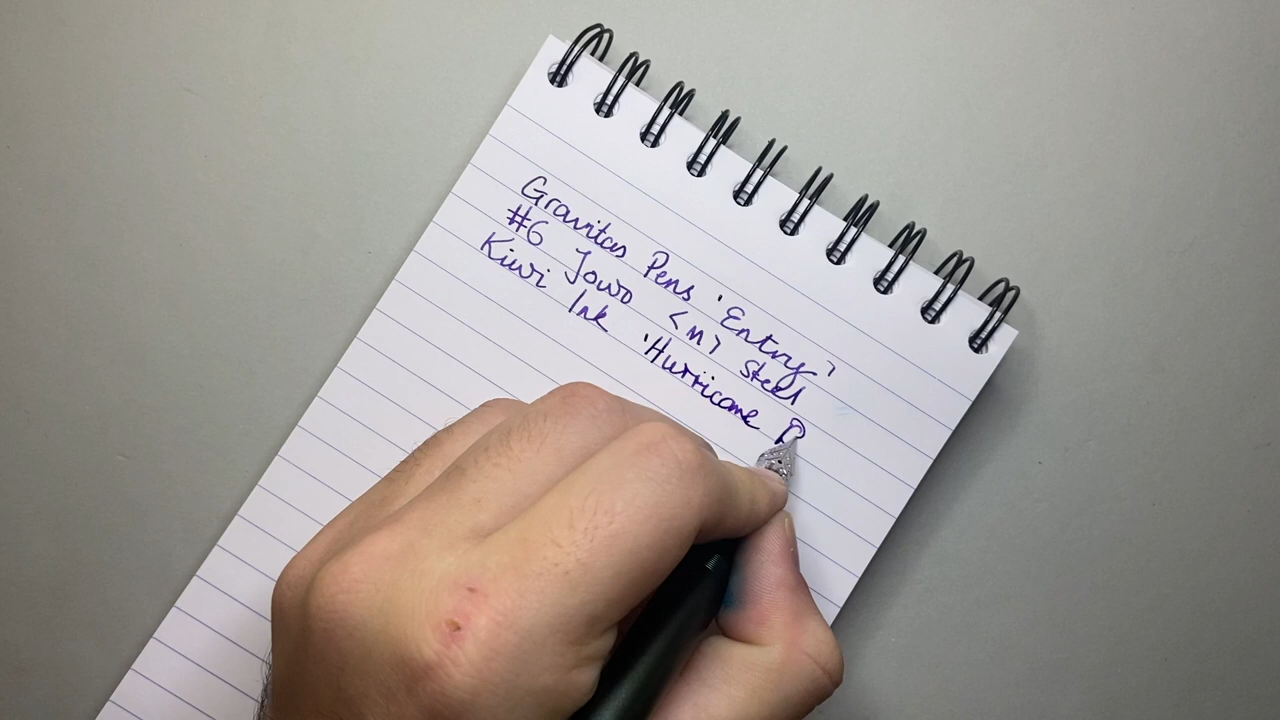 Gravitas Pens 'Entry'
#6 Jowo <M> Steel
Kiwi Ink 'Hurricane